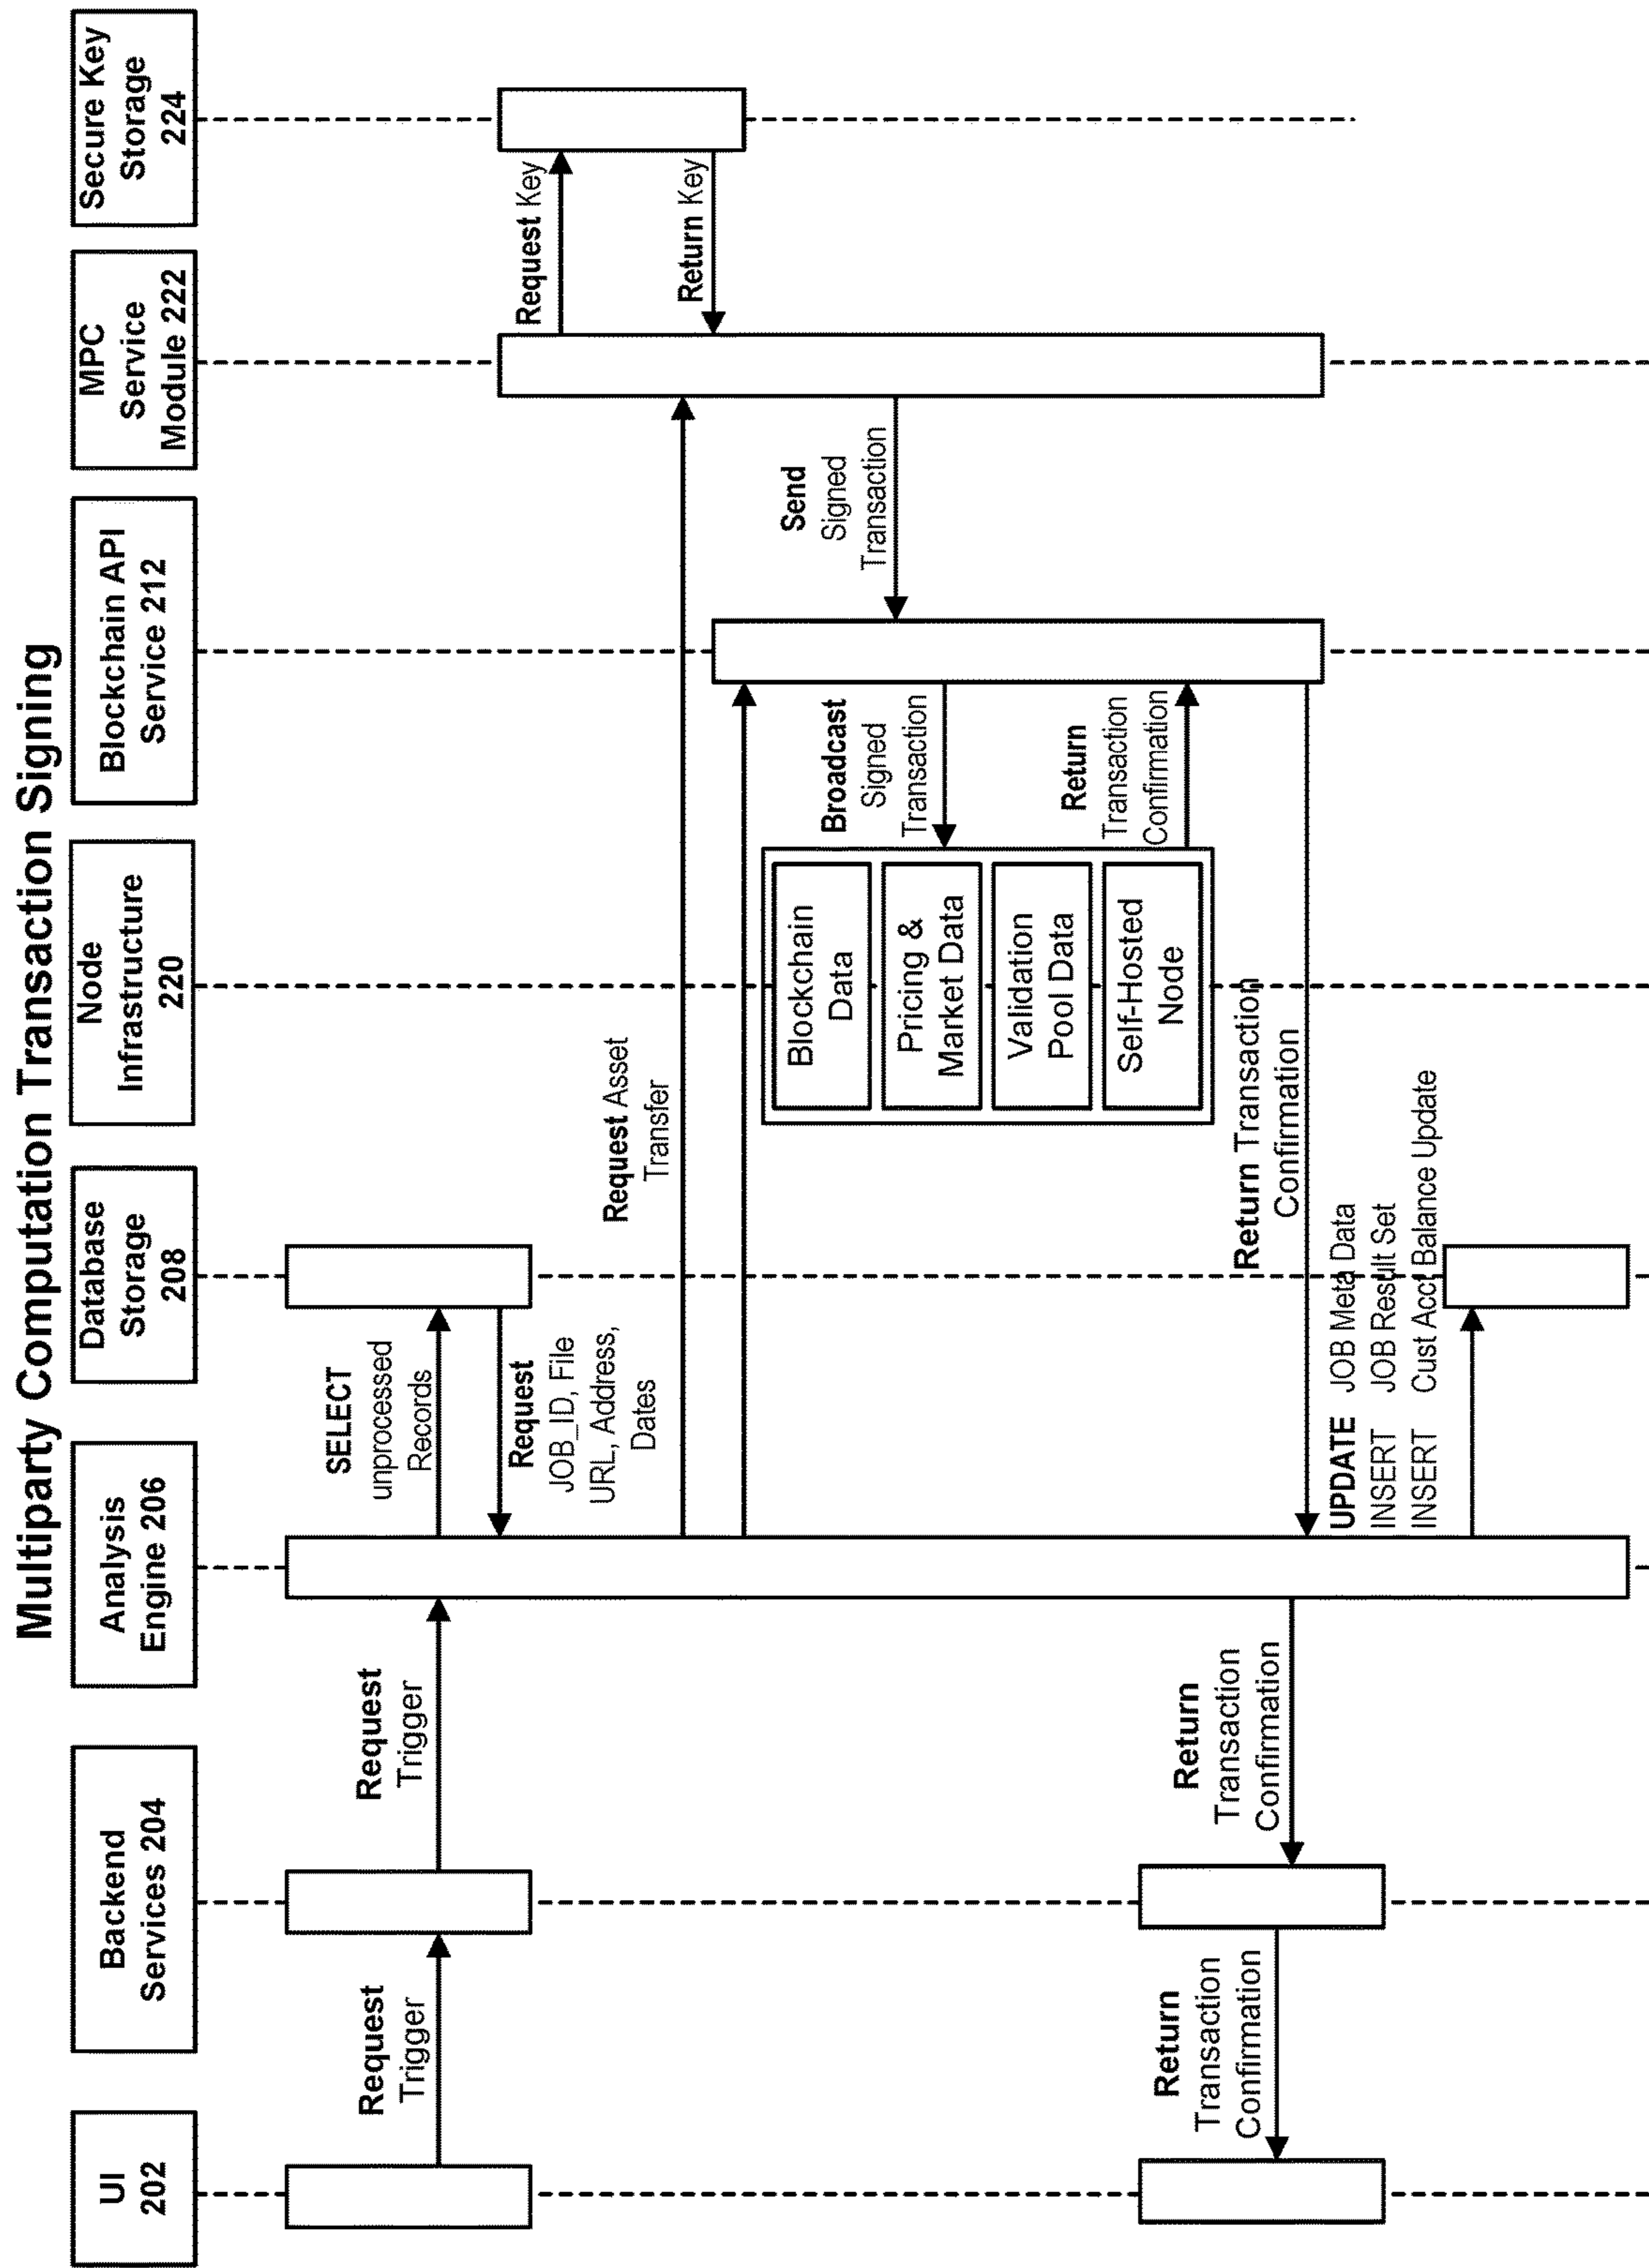 Multiparty Computation Transaction Signing
UI
202
Backend
Services 204
Analysis
Engine 206
Database
Storage
208
Node
Infrastructure
220
Blockchain API
Service 212
MPC
Service
Module 222
Secure Key
Storage
224
Request
Trigger
Request
Trigger
SELECT
unprocessed
Records
Request
JOB_ID, File
URL, Address,
Dates
Request Asset
Transfer
Request Key
Return Key
Send
Signed
Transaction
Broadcast
Signed
Transaction
Blockchain
Data
Pricing &
Market Data
Validation
Pool Data
Self-Hosted
Node
Return
Transaction
Confirmation
Return Transaction
Confirmation
Return
Transaction
Confirmation
Return
Transaction
Confirmation
UPDATE JOB Meta Data
INSERT JOB Result Set
INSERT Cust Acct Balance Update